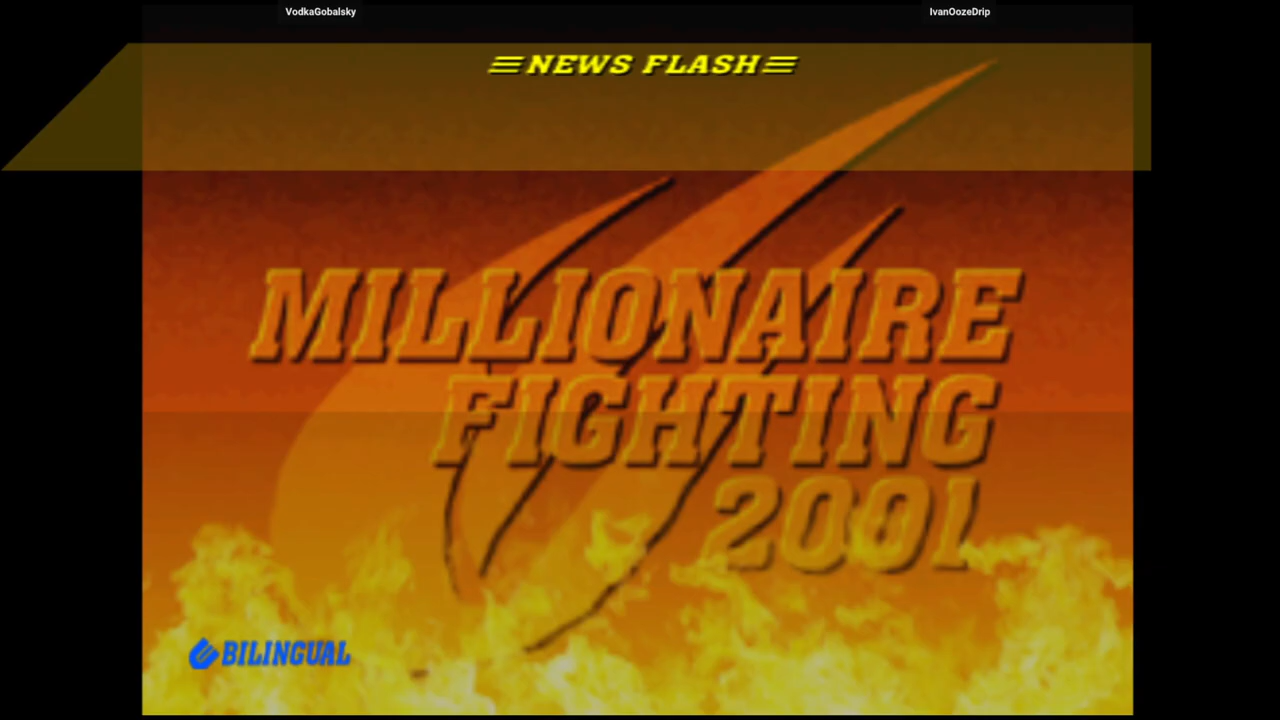 VodkaGobalsky
IvanOozeDrip
NEWS FLASH
MILLIONAIRE
FIGHTING
2001
BILINGUAL